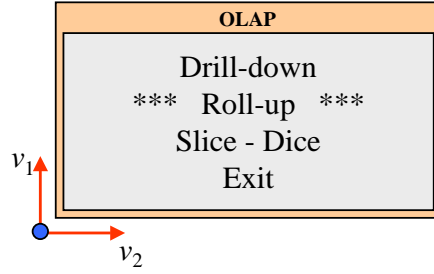 OLAP
Drill-down
*** Roll-up ***
Slice - Dice
Exit
v1
v2